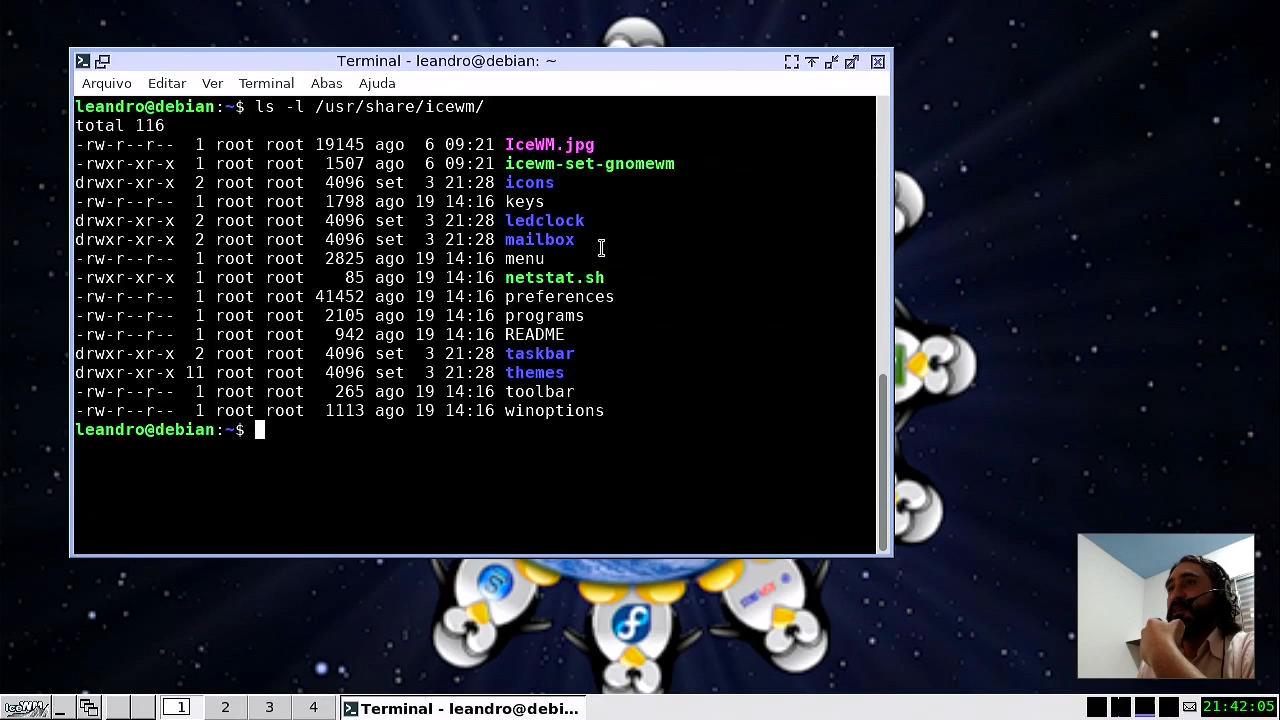 Terminal - leandro@debian: ~
Arquivo Editar Ver Terminal Abas Ajuda
leandro@debian:~$ ls -l /usr/share/icewm/
total 116
-rw-r--r--  1 root root 19145 ago  6 09:21 IceWM.jpg
-rwxr-xr-x  1 root root  1507 ago  6 09:21 icewm-set-gnomewm
drwxr-xr-x  2 root root  4096 set  3 21:28 icons
-rw-r--r--  1 root root  1798 ago 19 14:16 keys
drwxr-xr-x  2 root root  4096 set  3 21:28 ledclock
drwxr-xr-x  2 root root  4096 set  3 21:28 mailbox
-rw-r--r--  1 root root  2825 ago 19 14:16 menu
-rwxr-xr-x  1 root root    85 ago 19 14:16 netstat.sh
-rw-r--r--  1 root root 41452 ago 19 14:16 preferences
-rw-r--r--  1 root root  2105 ago 19 14:16 programs
-rw-r--r--  1 root root   942 ago 19 14:16 README
drwxr-xr-x  2 root root  4096 set  3 21:28 taskbar
drwxr-xr-x 11 root root  4096 set  3 21:28 themes
-rw-r--r--  1 root root   265 ago 19 14:16 toolbar
-rw-r--r--  1 root root  1113 ago 19 14:16 winoptions
leandro@debian:~$
1 2 3 4 Terminal - leandro@debi... 21:42:05